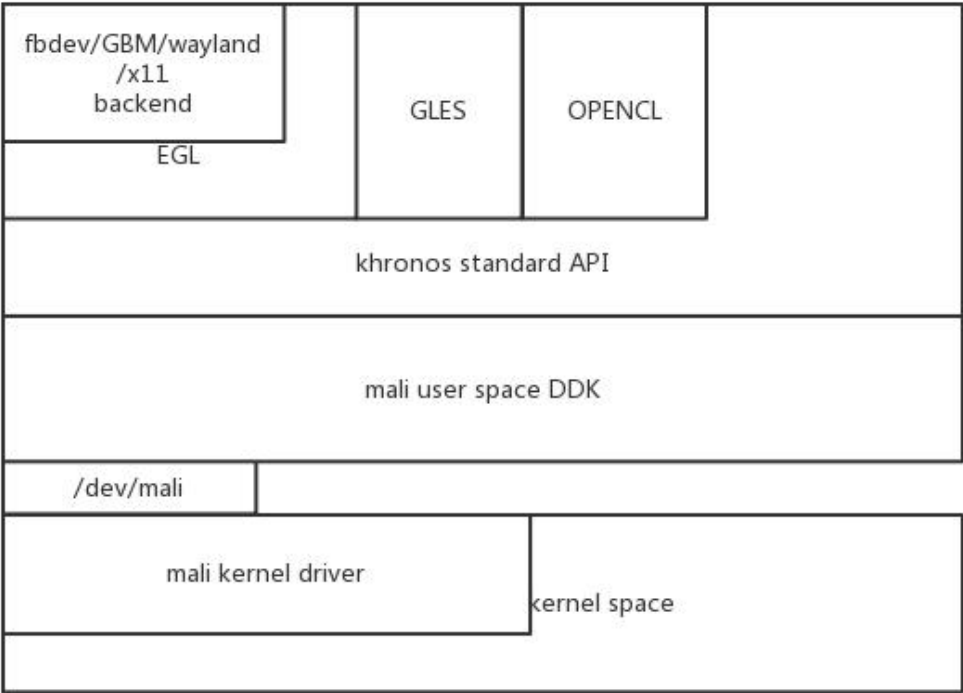 fbdev/GBM/wayland
/x11
backend
EGL
GLES
OPENCL
khronos standard API
mali user space DDK
/dev/mali
mali kernel driver
kernel space